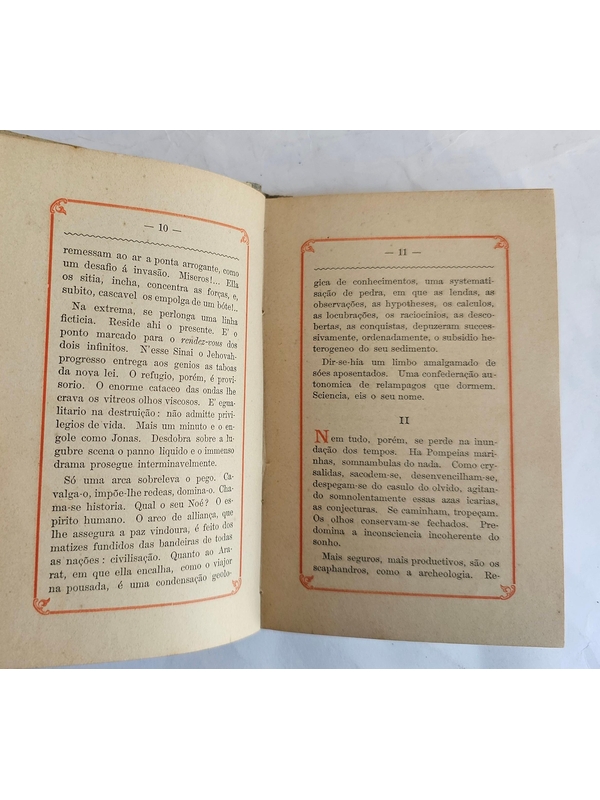 — 10 —
remessam ao ar a ponta arrogante, como
um desafio á invasão. Miseros!... Ella
os sitia, incha, concentra as forças, e,
subito, cascavel os empolga de um bóte!..
Na extrema, se perlonga uma linha
ficticia. Reside ahi o presente. E' o
ponto marcado para o rendez-vous dos
dois infinitos. N'esse Sinai o Jehovah-
progresso entrega aos genios as taboas
da nova lei. O refugio, porém, é provi-
sorio. O enorme cataceo das ondas lhe
crava os vitreos olhos viscosos. E' egua-
litario na destruição: não admitte privi-
legios de vida. Mais um minuto e o en-
gole como Jonas. Desdobra sobre a lu-
gubre scena o panno liquido e o immenso
drama prosegue interminavelmente.
Só uma arca sobreleva o pego. Ca-
valga-o, impõe-lhe redeas, domina-o. Cha-
ma-se historia. Qual o seu Noé? O es-
pirito humano. O arco de alliança, que
lhe assegura a paz vindoura, é feito dos
matizes fundidos das bandeiras de todas
as nações: civilisação. Quanto ao Ara-
rat, em que ella encalha, como o viajor
na pousada, é uma condensação geolo-
— 11 —
gica de conhecimentos, uma systemati-
sação de pedra, em que as lendas, as
observações, as hypotheses, os calculos,
as locubrações, os raciocinios, as desco-
bertas, as conquistas, depuzeram succes-
sivamente, ordenadamente, o subsidio he-
terogeneo do seu sedimento.
Dir-se-hia um limbo amalgamado de
sóes aposentados. Uma confederação au-
tonomica de relampagos que dormem.
Sciencia, eis o seu nome.
II
Nem tudo, porém, se perde na inun-
dação dos tempos. Ha Pompeias mari-
nhas, somnambulas do nada. Como cry-
salidas, sacodem-se, desenvencilham-se,
despegam-se do casulo do olvido, agitan-
do somnolentamente essas azas icarias,
as conjecturas. Se caminham, tropeçam.
Os olhos conservam-se fechados. Pre-
domina a inconsciencia incoherente do
sonho.
Mais seguros, mais productivos, são os
scaphandros, como a archeologia. Re-